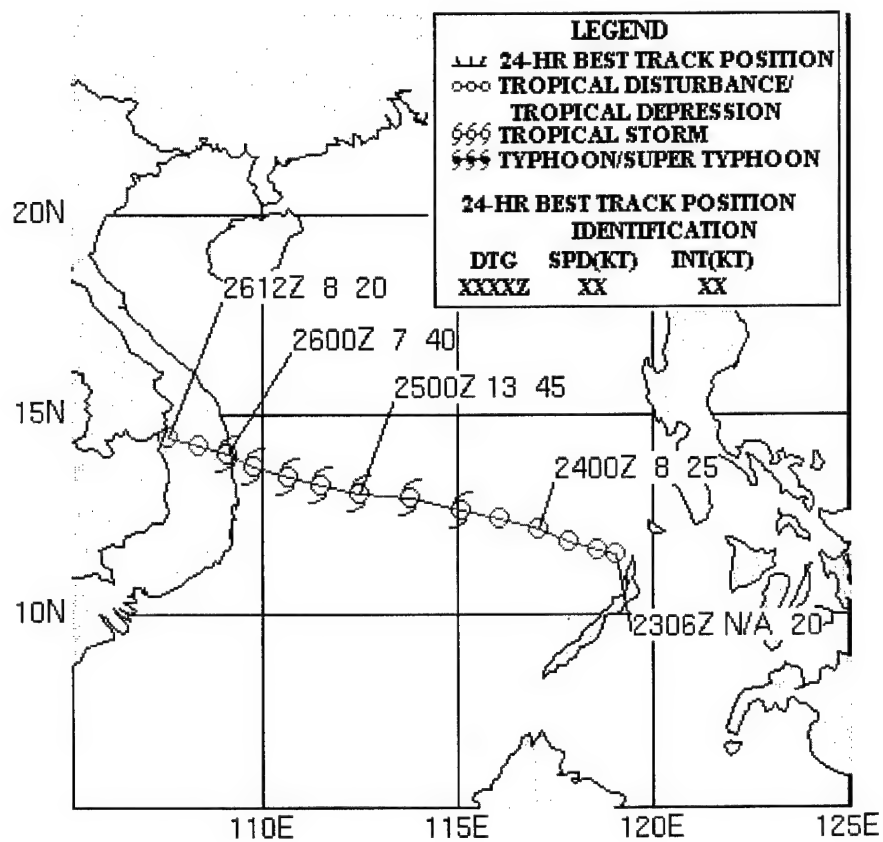 LEGEND
24-HR BEST TRACK POSITION
TROPICAL DISTURBANCE/
TROPICAL DEPRESSION
TROPICAL STORM
TYPHOON/SUPER TYPHOON
24-HR BEST TRACK POSITION
IDENTIFICATION
DTG SPD(KT) INT(KT)
XXXXZ XX XX
20N
2612Z 8 20
2600Z 7 40
2500Z 13 45
15N
2400Z 8 25
10N
2306Z N/A 20
110E 115E 120E 125E